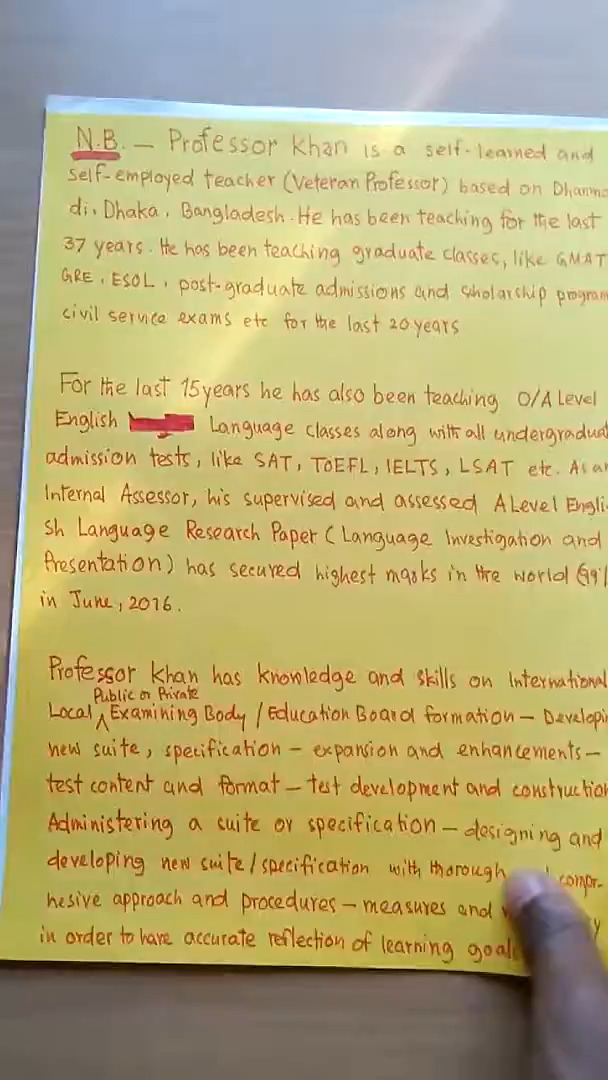 N.B. — Professor Khan is a self-learned and
self-employed teacher (Veteran Professor) based on Dhanmo
di, Dhaka, Bangladesh. He has been teaching for the last
37 years. He has been teaching graduate classes, like GMAT
GRE, ESOL, post-graduate admissions and scholarship program
civil service exams etc for the last 20 years
For the last 15 years he has also been teaching O/A Level
English Language classes along with all undergraduat
admission tests, like SAT, TOEFL, IELTS, LSAT etc. As an
Internal Assessor, his supervised and assessed A Level Engli-
sh Language Research Paper (Language Investigation and
Presentation) has secured highest marks in the world (99%
in June, 2016.
Professor Khan has knowledge and skills on International
Public or Private
Local ^ Examining Body / Education Board formation — Developi
new suite, specification — expansion and enhancements —
test content and format — test development and construction
Administering a suite or specification — designing and
developing new suite/specification with thorough compr-
hesive approach and procedures — measures and
in order to have accurate reflection of learning goal